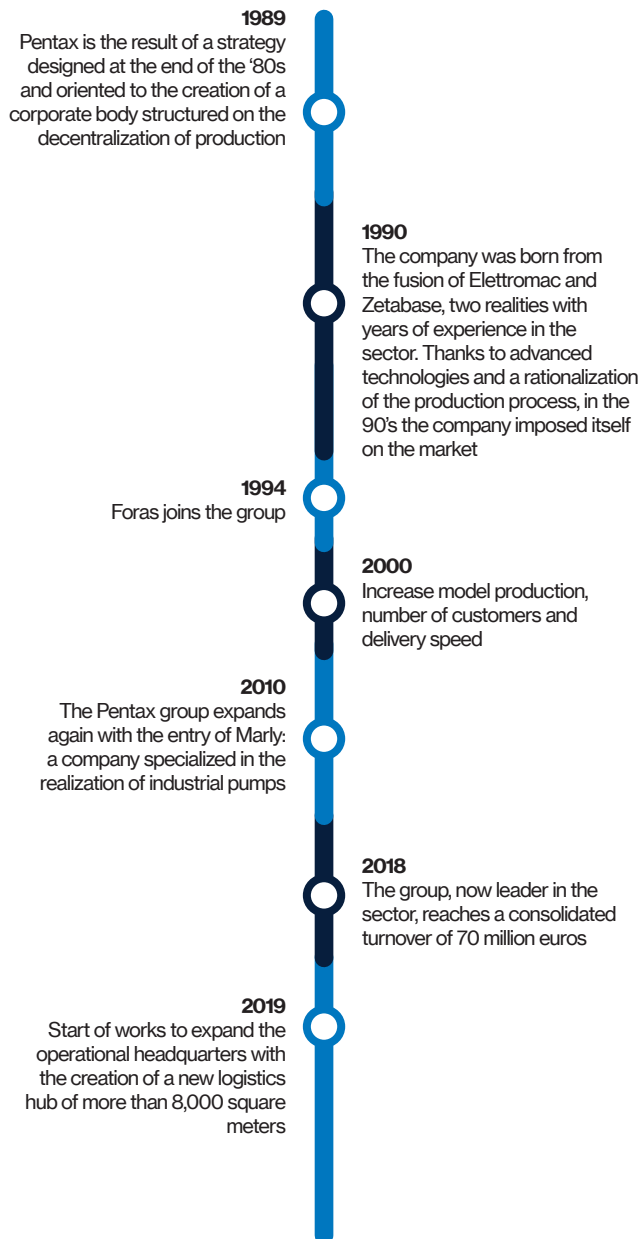 1989
Pentax is the result of a strategy
designed at the end of the ‘80s
and oriented to the creation of a
corporate body structured on the
decentralization of production
1990
The company was born from
the fusion of Elettromac and
Zetabase, two realities with
years of experience in the
sector. Thanks to advanced
technologies and a rationalization
of the production process, in the
90’s the company imposed itself
on the market
1994
Foras joins the group
2000
Increase model production,
number of customers and
delivery speed
2010
The Pentax group expands
again with the entry of Marly:
a company specialized in the
realization of industrial pumps
2018
The group, now leader in the
sector, reaches a consolidated
turnover of 70 million euros
2019
Start of works to expand the
operational headquarters with
the creation of a new logistics
hub of more than 8,000 square
meters